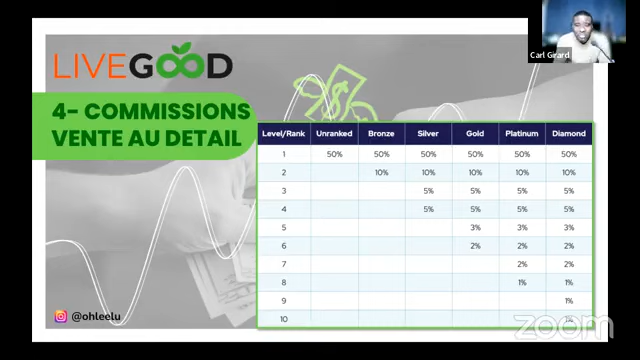 LIVEGOOD
Carl Girard
4- COMMISSIONS
VENTE AU DETAIL
Level/Rank Unranked Bronze Silver Gold Platinum Diamond
1 50% 50% 50% 50% 50% 50%
2 10% 10% 10% 10% 10%
3 5% 5% 5% 5%
4 5% 5% 5% 5%
5 3% 3% 3%
6 2% 2% 2%
7 2% 2%
8 1% 1%
9 1%
10 1%
@ohleelu
zoom